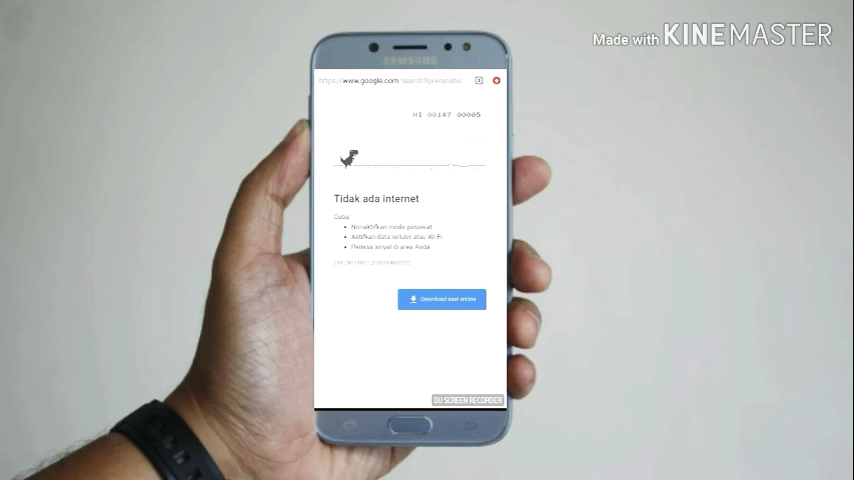 Made with KINEMASTER
SAMSUNG
https://www.google.com/search?q=
HI 00147 00005
Tidak ada internet
Coba:
Nonaktifkan mode pesawat
Aktifkan data seluler atau Wi-Fi
Periksa sinyal di area Anda
ERR_INTERNET_DISCONNECTED
Download saat online
DU SCREEN RECORDER